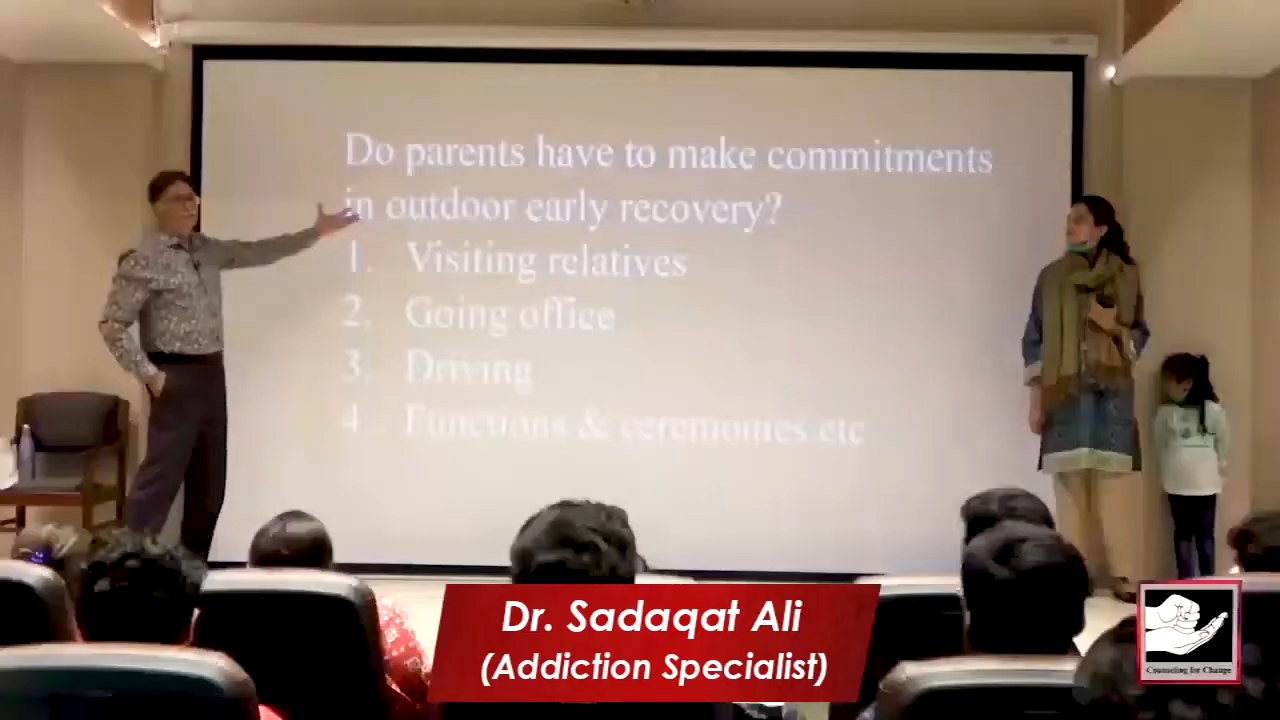 Do parents have to make commitments
in outdoor early recovery?
1. Visiting relatives
2. Going office
3. Driving
4. Functions & ceremonies etc
Dr. Sadaqat Ali
(Addiction Specialist)
Counseling for Change